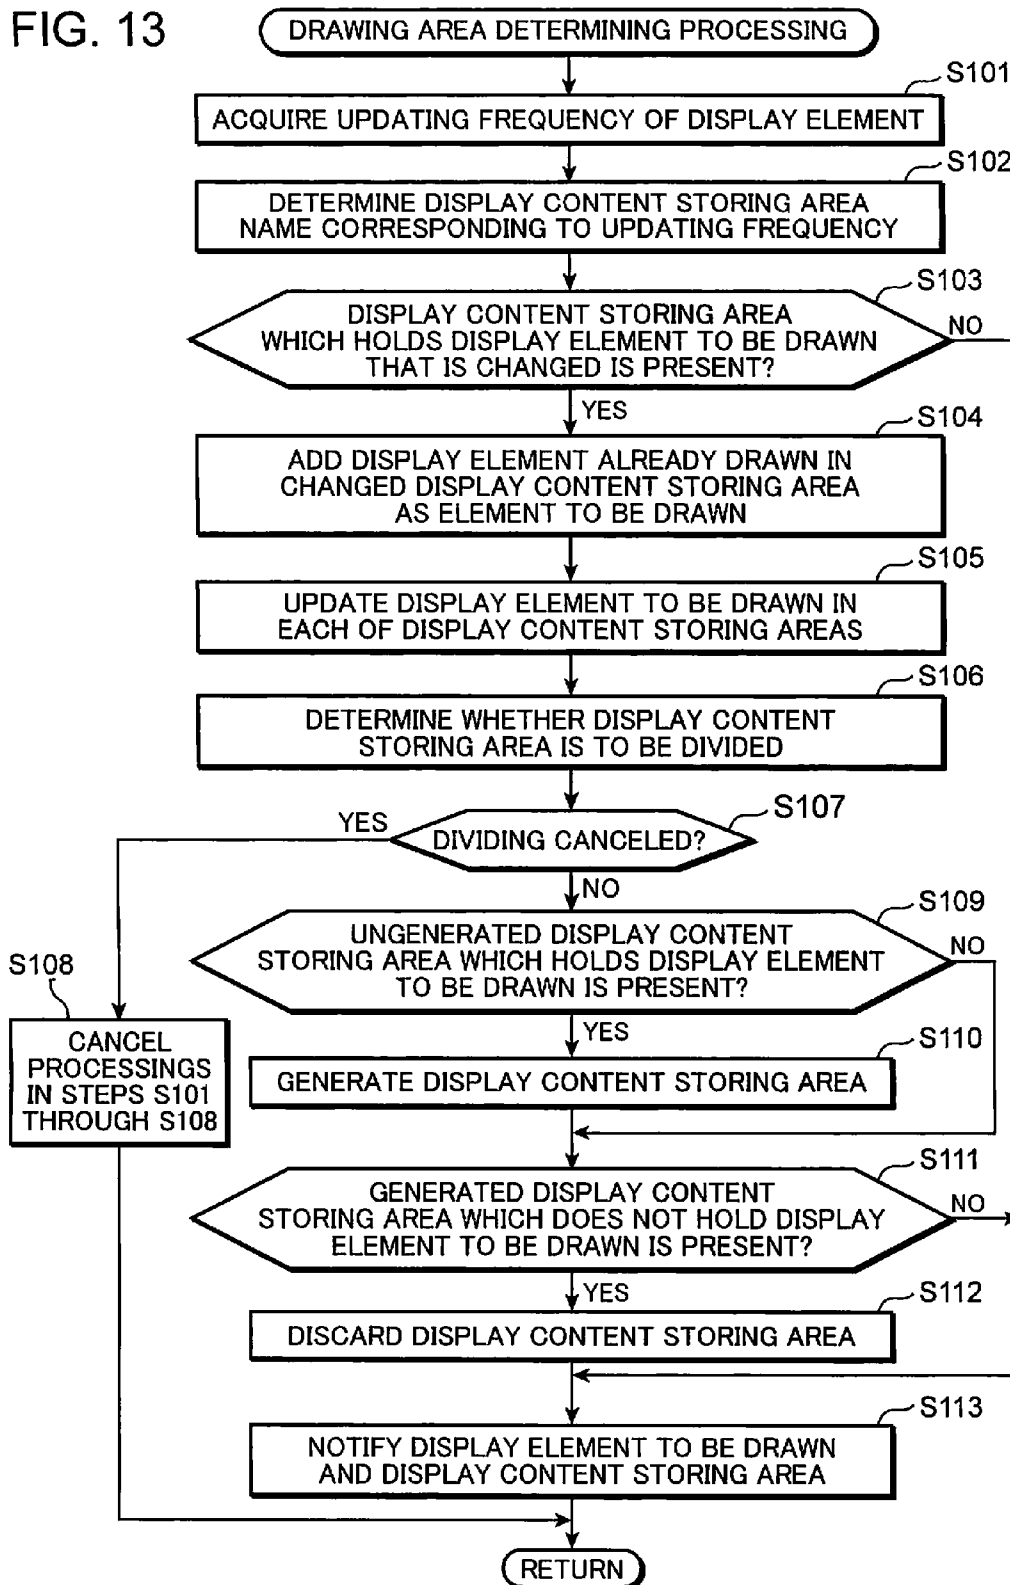 FIG. 13
DRAWING AREA DETERMINING PROCESSING
S101
ACQUIRE UPDATING FREQUENCY OF DISPLAY ELEMENT
S102
DETERMINE DISPLAY CONTENT STORING AREA
NAME CORRESPONDING TO UPDATING FREQUENCY
S103
DISPLAY CONTENT STORING AREA
WHICH HOLDS DISPLAY ELEMENT TO BE DRAWN
THAT IS CHANGED IS PRESENT?
NO
YES
S104
ADD DISPLAY ELEMENT ALREADY DRAWN IN
CHANGED DISPLAY CONTENT STORING AREA
AS ELEMENT TO BE DRAWN
S105
UPDATE DISPLAY ELEMENT TO BE DRAWN IN
EACH OF DISPLAY CONTENT STORING AREAS
S106
DETERMINE WHETHER DISPLAY CONTENT
STORING AREA IS TO BE DIVIDED
S107
YES
DIVIDING CANCELED?
NO
S109
UNGENERATED DISPLAY CONTENT
STORING AREA WHICH HOLDS DISPLAY ELEMENT
TO BE DRAWN IS PRESENT?
NO
S108
CANCEL
PROCESSINGS
IN STEPS S101
THROUGH S108
YES
S110
GENERATE DISPLAY CONTENT STORING AREA
S111
GENERATED DISPLAY CONTENT
STORING AREA WHICH DOES NOT HOLD DISPLAY
ELEMENT TO BE DRAWN IS PRESENT?
NO
YES
S112
DISCARD DISPLAY CONTENT STORING AREA
S113
NOTIFY DISPLAY ELEMENT TO BE DRAWN
AND DISPLAY CONTENT STORING AREA
RETURN